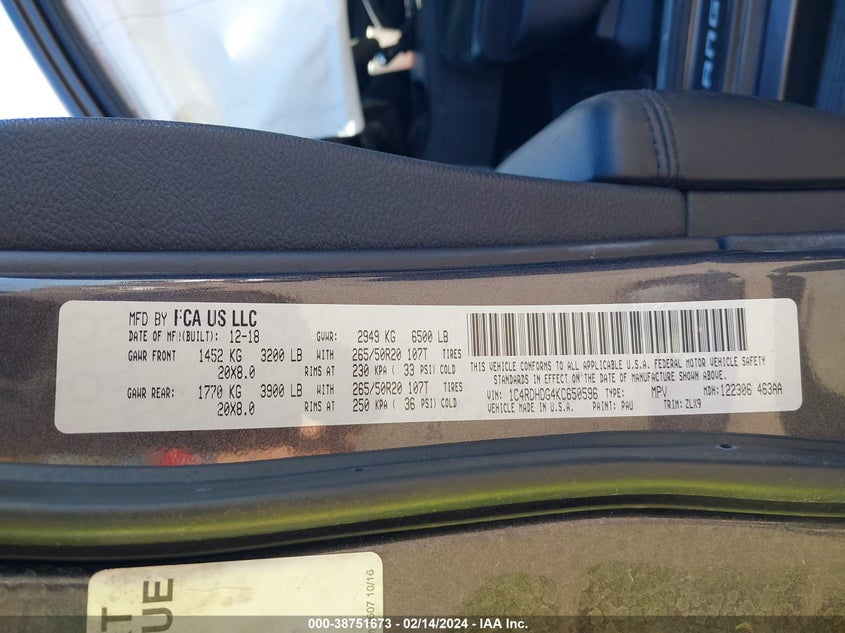 MFD BY FCA US LLC
DATE OF MFR(BUILT): 12-18 GVWR: 2949 KG 6500 LB
GAWR FRONT 1452 KG 3200 LB WITH 265/50R20 107T TIRES
20X8.0 RIMS AT 230 KPA ( 33 PSI) COLD
GAWR REAR: 1770 KG 3900 LB WITH 265/50R20 107T TIRES
20X8.0 RIMS AT 250 KPA ( 36 PSI) COLD
THIS VEHICLE CONFORMS TO ALL APPLICABLE U.S.A. FEDERAL MOTOR VEHICLE SAFETY
STANDARDS IN EFFECT ON THE DATE OF MANUFACTURE SHOWN ABOVE.
VIN: 1C4RDHDG4KC650596 TYPE: MPV MDH: 122306 463AA
VEHICLE MADE IN U.S.A. PAINT: PAU TRIM: ZLX9
10/16
000-38751673 - 02/14/2024 - IAA Inc.